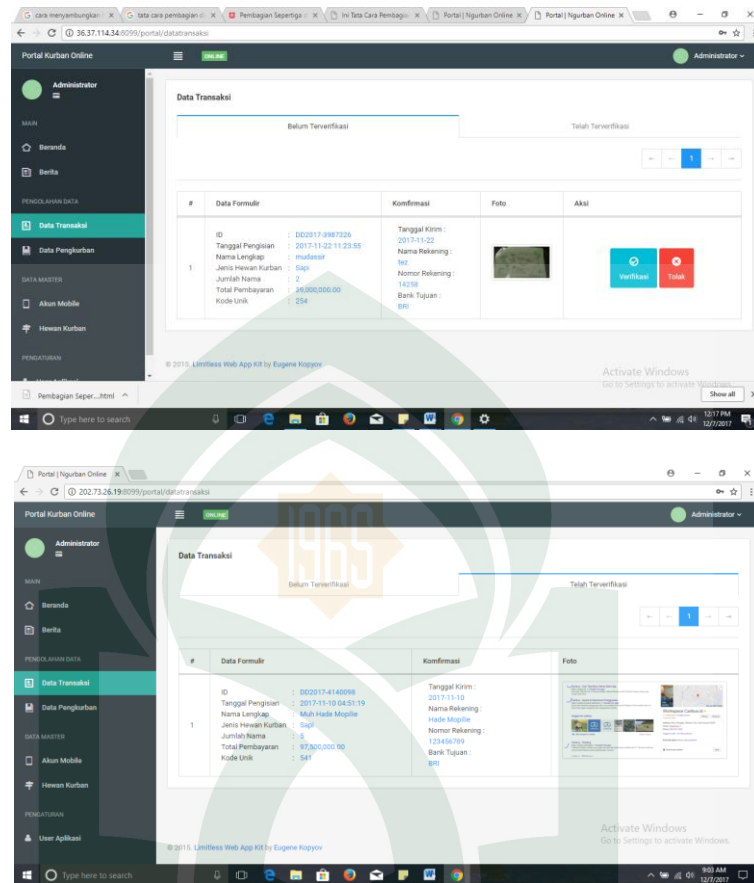 cara menyambungkan
tata cara pembagian
Pembagian Sepertiga
Ini Tata Cara Pembagia
Portal | Ngurban Online
Portal | Ngurban Online
36.37.114.34:8099/portal/datatransaksi
Portal Kurban Online
ONLINE
Administrator
Administrator
MAIN
Beranda
Berita
PENGOLAHAN DATA
Data Transaksi
Data Pengkurban
DATA MASTER
Akun Mobile
Hewan Kurban
PENGATURAN
Data Transaksi
Belum Terverifikasi Telah Terverifikasi
1
# Data Formulir Komfirmasi Foto Aksi
1
ID : DD2017-3987326
Tanggal Pengisian : 2017-11-22 11:23:55
Nama Lengkap : mudassir
Jenis Hewan Kurban : Sapi
Jumlah Nama : 2
Total Pembayaran : 39,000,000.00
Kode Unik : 254
Tanggal Kirim :
2017-11-22
Nama Rekening :
tez
Nomor Rekening :
14258
Bank Tujuan :
BRI
Verifikasi Tolak
© 2015. Limitless Web App Kit by Eugene Kopyov
Activate Windows
Go to Settings to activate Windows.
Pembagian Seper....html
Show all
Type here to search
12:17 PM
12/7/2017
Portal | Ngurban Online
202.73.26.19:8099/portal/datatransaksi
Portal Kurban Online
ONLINE
Administrator
Administrator
MAIN
Beranda
Berita
PENGOLAHAN DATA
Data Transaksi
Data Pengkurban
DATA MASTER
Akun Mobile
Hewan Kurban
PENGATURAN
User Aplikasi
Data Transaksi
Belum Terverifikasi Telah Terverifikasi
1
# Data Formulir Komfirmasi Foto
1
ID : DD2017-4140098
Tanggal Pengisian : 2017-11-10 04:51:19
Nama Lengkap : Muh Hade Mopilie
Jenis Hewan Kurban : Sapi
Jumlah Nama : 5
Total Pembayaran : 97,500,000.00
Kode Unik : 541
Tanggal Kirim :
2017-11-10
Nama Rekening :
Hade Mopilie
Nomor Rekening :
123456789
Bank Tujuan :
BRI
© 2015. Limitless Web App Kit by Eugene Kopyov
Activate Windows
Go to Settings to activate Windows.
Type here to search
9:03 AM
12/7/2017
1965